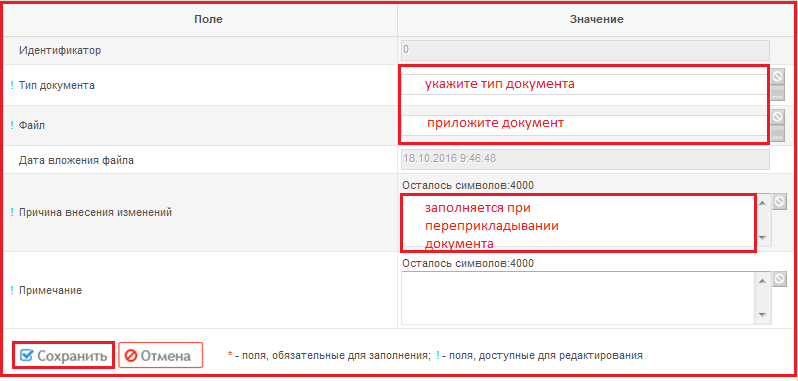 Поле Значение
Идентификатор 0
! Тип документа укажите тип документа
...
! Файл приложите документ
...
Дата вложения файла 18.10.2016 9:46:48
Осталось символов:4000
! Причина внесения изменений заполняется при
переприкладывании
документа
Осталось символов:4000
! Примечание
Сохранить Отмена * - поля, обязательные для заполнения; ! - поля, доступные для редактирования